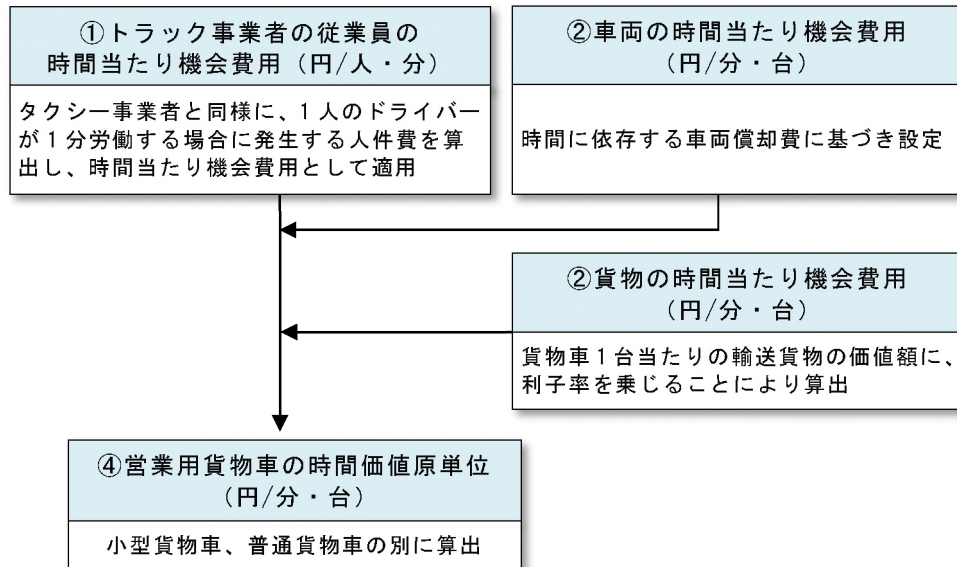 ①トラック事業者の従業員の
時間当たり機会費用（円/人・分）
タクシー事業者と同様に、1人のドライバー
が1分労働する場合に発生する人件費を算
出し、時間当たり機会費用として適用
②車両の時間当たり機会費用
（円/分・台）
時間に依存する車両償却費に基づき設定
②貨物の時間当たり機会費用
（円/分・台）
貨物車1台当たりの輸送貨物の価値額に、
利子率を乗じることにより算出
④営業用貨物車の時間価値原単位
（円/分・台）
小型貨物車、普通貨物車の別に算出